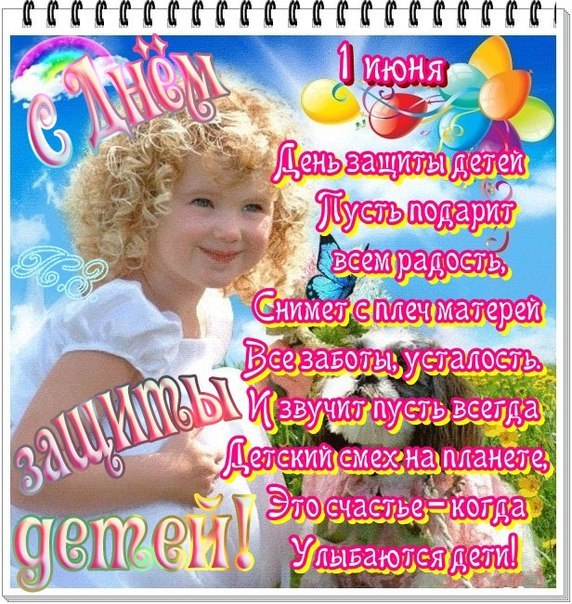 С Днём
защиты
детей!
1 июня
День защиты детей
Пусть подарит
всем радость,
Снимет с плеч матерей
Все заботы, усталость.
И звучит пусть всегда
Детский смех на планете,
Это счастье – когда
Улыбаются дети!